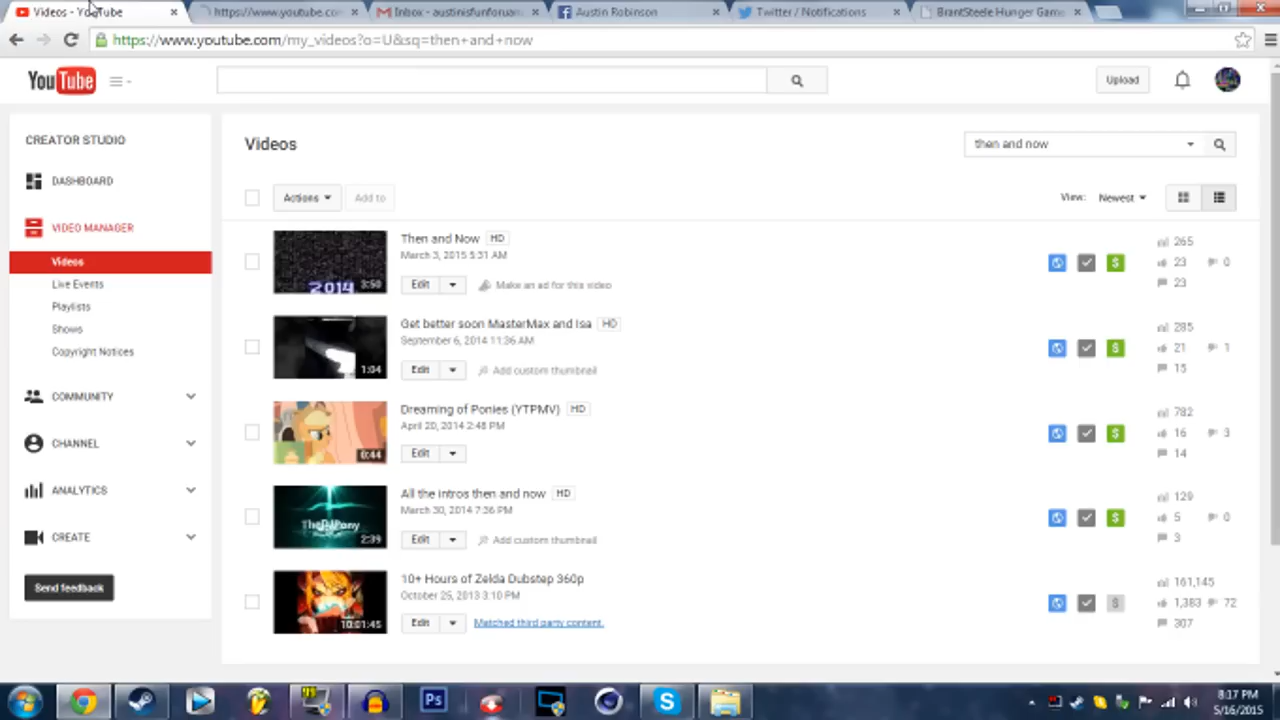 Videos - YouTube
https://www.youtube.co
Inbox - austinisfunforuan
Austin Robinson
Twitter / Notifications
BrantSteele Hunger Game
https://www.youtube.com/my_videos?o=U&sq=then+and+now
YouTube
Upload
CREATOR STUDIO
DASHBOARD
VIDEO MANAGER
Videos
Live Events
Playlists
Shows
Copyright Notices
COMMUNITY
CHANNEL
ANALYTICS
CREATE
Send feedback
Videos
then and now
Actions
Add to
View:
Newest
2014
3:50
Then and Now HD
March 3, 2015 5:31 AM
Edit
Make an ad for this video
265
23 0
23
1:04
Get better soon MasterMax and Isa HD
September 6, 2014 11:36 AM
Edit
Add custom thumbnail
285
21 1
15
0:44
Dreaming of Ponies (YTPMV) HD
April 20, 2014 2:48 PM
Edit
782
16 3
14
2:39
All the intros then and now HD
March 30, 2014 7:36 PM
Edit
Add custom thumbnail
129
5 0
3
10:01:45
10+ Hours of Zelda Dubstep 360p
October 25, 2013 3:10 PM
Edit
Matched third party content.
161,145
1,383 72
307
Ps
8:17 PM
5/16/2015